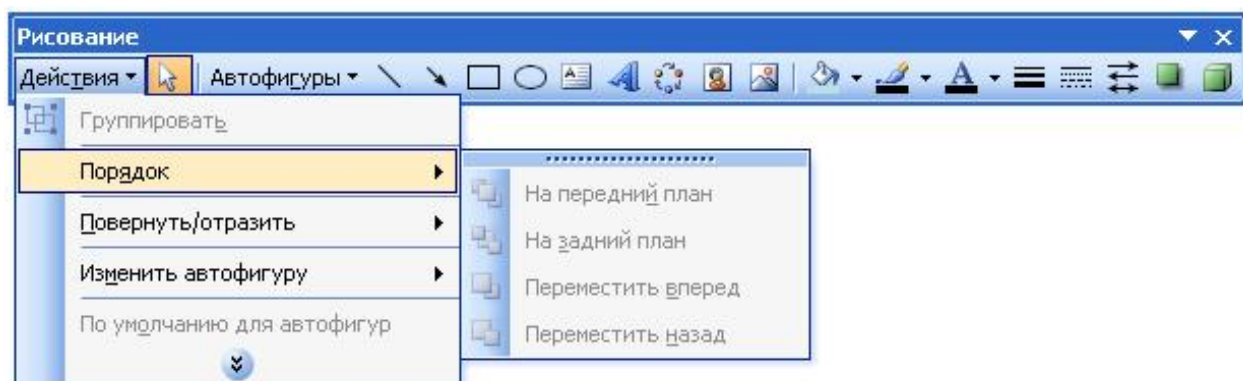 Рисование
Действия Автофигуры
Группировать
Порядок
Повернуть/отразить
Изменить автофигуру
По умолчанию для автофигур
На передний план
На задний план
Переместить вперед
Переместить назад